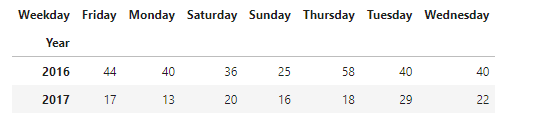 Weekday Friday Monday Saturday Sunday Thursday Tuesday Wednesday
Year
2016 44 40 36 25 58 40 40
2017 17 13 20 16 18 29 22